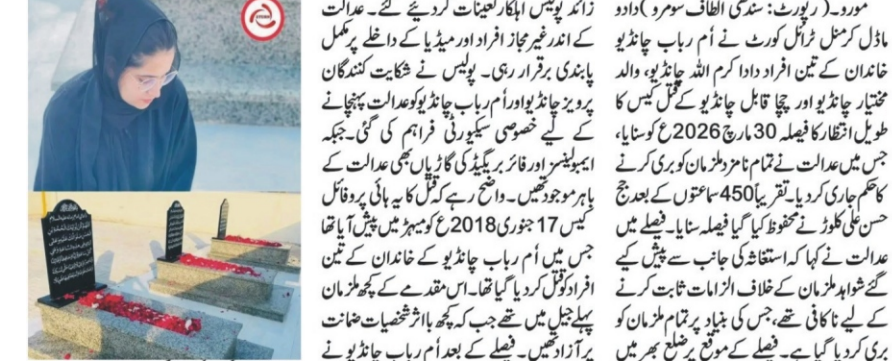 مورو۔( رپورٹ: سندسی الطاف سومرو )دادو
ماڈل کرمنل ٹرائل کورٹ نے اُم رباب چانڈیو
خاندان کے تین افراد دادا کرم اللہ چانڈیو، والد
مختیار چانڈیو اور چچا قابل چانڈیو کے قتل کیس کا
طویل انتظار کا فیصلہ 30 مارچ 2026ع کو سنایا،
جس میں عدالت نے تمام نامزد ملزمان کو بری کرنے
کا حکم جاری کردیا۔ تقریباً 450 سماعتوں کے بعد جج
حسن علی کلوڑ نے محفوظ کیا گیا فیصلہ سنایا۔ فیصلے میں
عدالت نے کہا کہ استغاثہ کی جانب سے پیش کیے
گئے شواہد ملزمان کے خلاف الزامات ثابت کرنے
کے لیے ناکافی تھے، جس کی بنیاد پر تمام ملزمان کو
بری کردیا گیا ہے۔ فیصلے کے موقع پر ضلع بھر میں
زائد پولیس اہلکار تعینات کردیئے گئے۔ عدالت
کے اندر غیر مجاز افراد اور میڈیا کے داخلے پر مکمل
پابندی برقرار رہی۔ پولیس نے شکایت کنندگان
پرویز چانڈیو اور اُم رباب چانڈیو کو عدالت پہنچانے
کے لیے خصوصی سیکیورٹی فراہم کی گئی۔ جبکہ
ایمبولینسز اور فائر بریگیڈ کی گاڑیاں بھی عدالت کے
باہر موجود تھیں۔ واضح رہے کہ قتل کا یہ ہائی پروفائل
کیس 17 جنوری 2018ع کو میہڑ میں پیش آیا تھا
جس میں اُم رباب چانڈیو کے خاندان کے تین
افراد کو قتل کردیا گیا تھا۔ اس مقدمے کے کچھ ملزمان
پہلے جیل میں تھے جب کہ کچھ بااثر شخصیات ضمانت
پر آزاد تھیں۔ فیصلے کے بعد اُم رباب چانڈیو نے